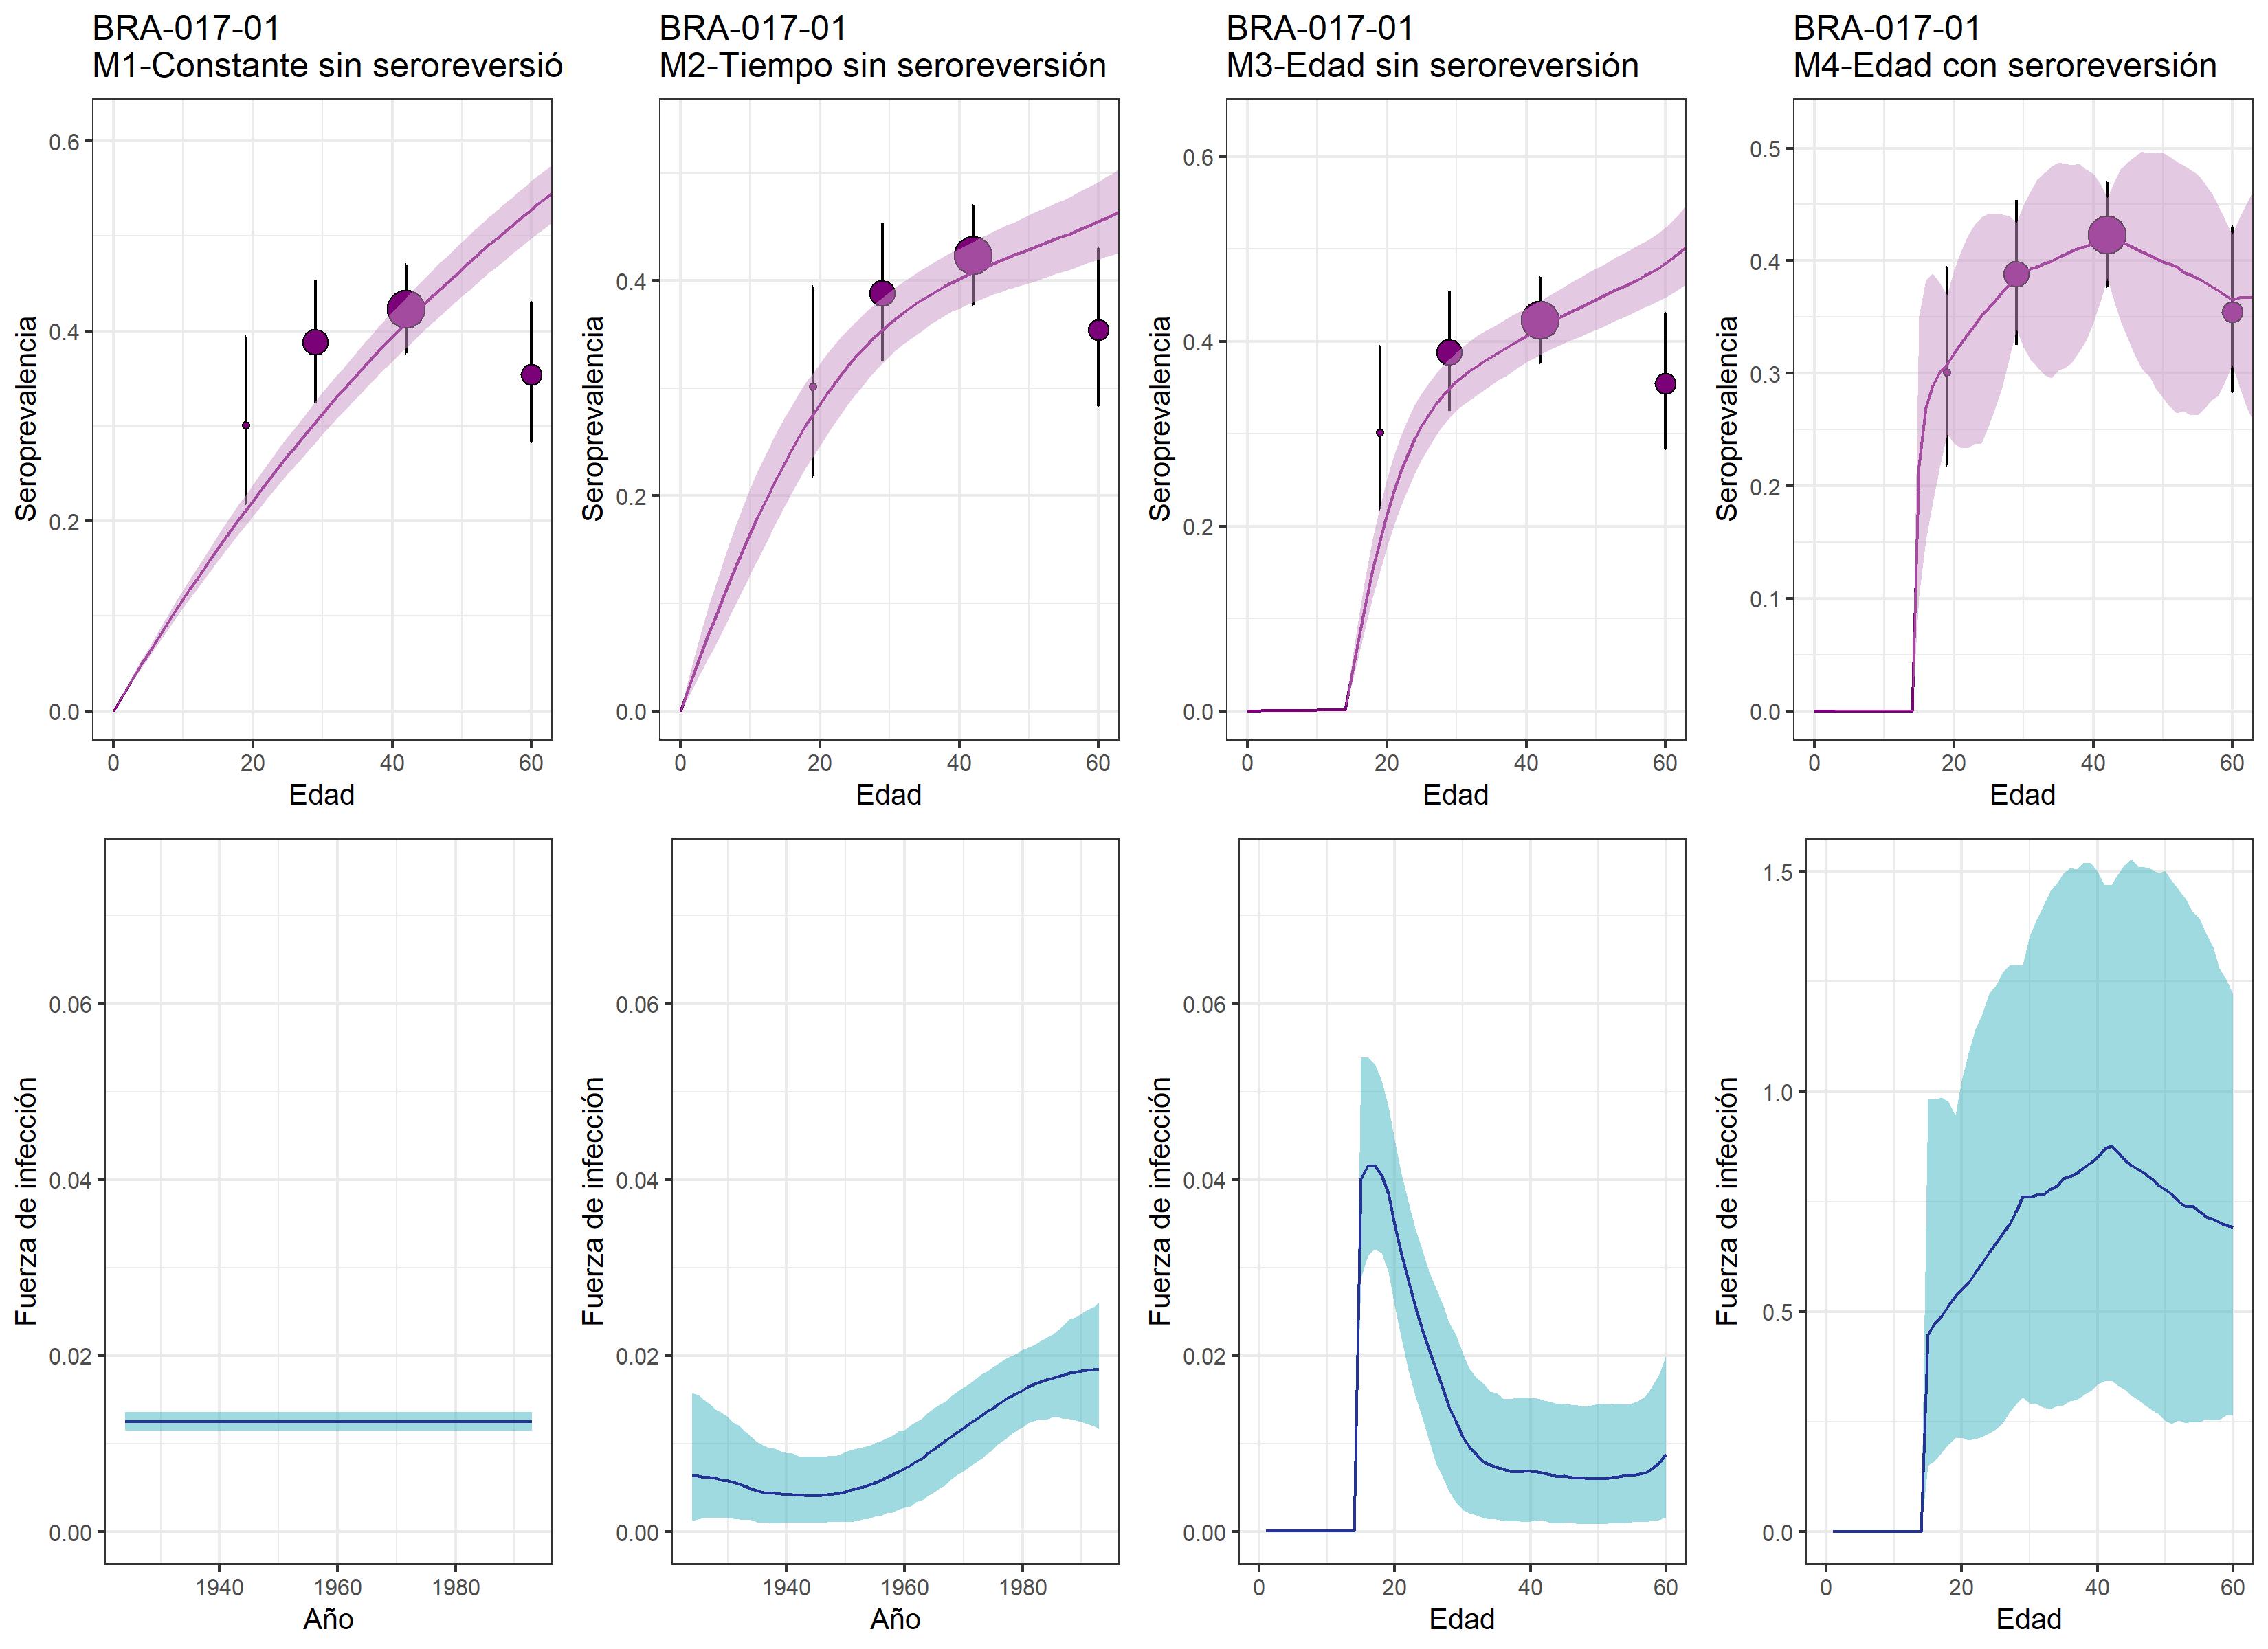 BRA-017-01
M1-Constante sin seroreversió
BRA-017-01
M2-Tiempo sin seroreversión
BRA-017-01
M3-Edad sin seroreversión
BRA-017-01
M4-Edad con seroreversión
Seroprevalencia
0.6
0.4
0.2
0.0
0 20 40 60
Edad
Seroprevalencia
0.4
0.2
0.0
0 20 40 60
Edad
Seroprevalencia
0.6
0.4
0.2
0.0
0 20 40 60
Edad
Seroprevalencia
0.5
0.4
0.3
0.2
0.1
0.0
0 20 40 60
Edad
Fuerza de infección
0.06
0.04
0.02
0.00
1940 1960 1980
Año
Fuerza de infección
0.06
0.04
0.02
0.00
1940 1960 1980
Año
Fuerza de infección
0.06
0.04
0.02
0.00
0 20 40 60
Edad
Fuerza de infección
1.5
1.0
0.5
0.0
0 20 40 60
Edad